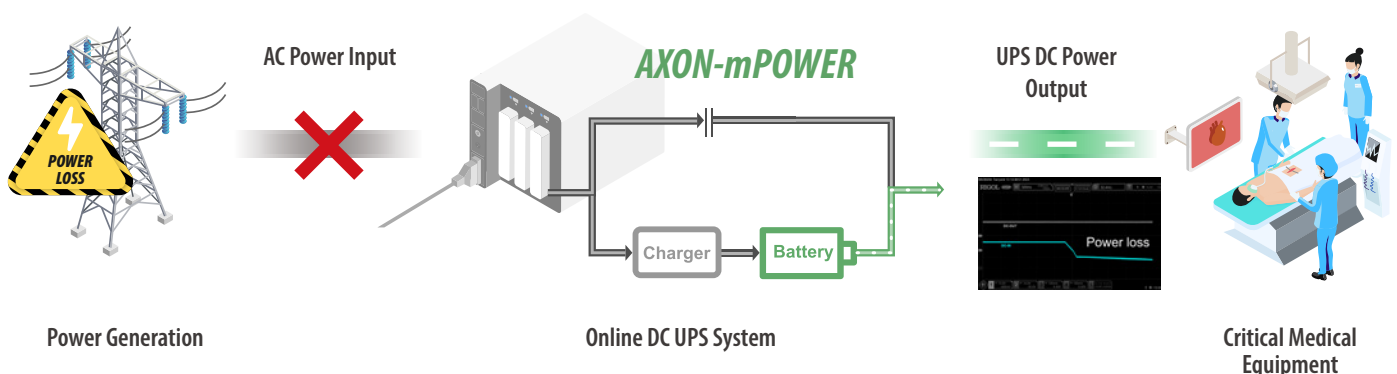 AC Power Input
AXON-mPOWER
UPS DC Power
Output
POWER
LOSS
RIGOL
Power loss
Charger
Battery
Power Generation
Online DC UPS System
Critical Medical
Equipment